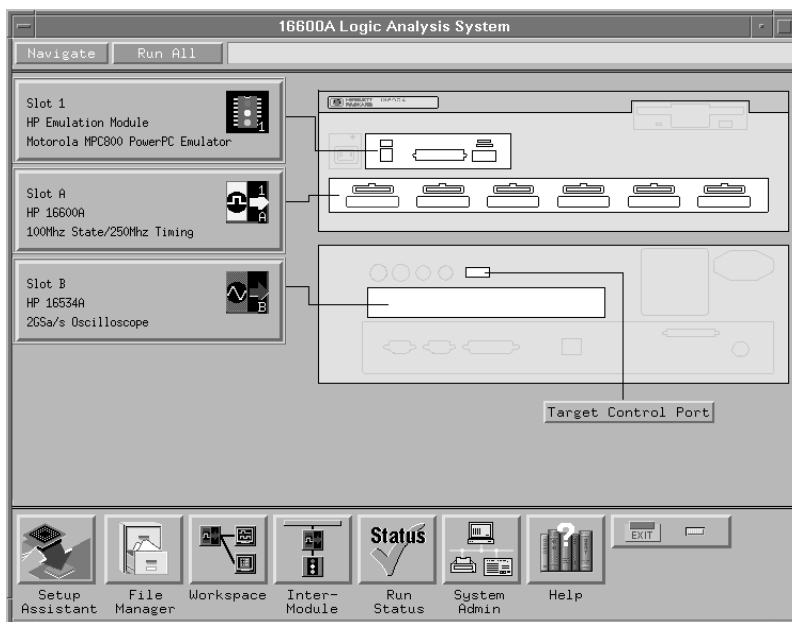 16600A Logic Analysis System
Navigate
Run All
Slot 1
HP Emulation Module
Motorola MPC800 PowerPC Emulator
1
Slot A
HP 16600A
100Mhz State/250Mhz Timing
1
A
Slot B
HP 16534A
2GSa/s Oscilloscope
B
HEWLETT
PACKARD
Target Control Port
Status
?
EXIT
Setup
Assistant
File
Manager
Workspace
Inter-
Module
Run
Status
System
Admin
Help